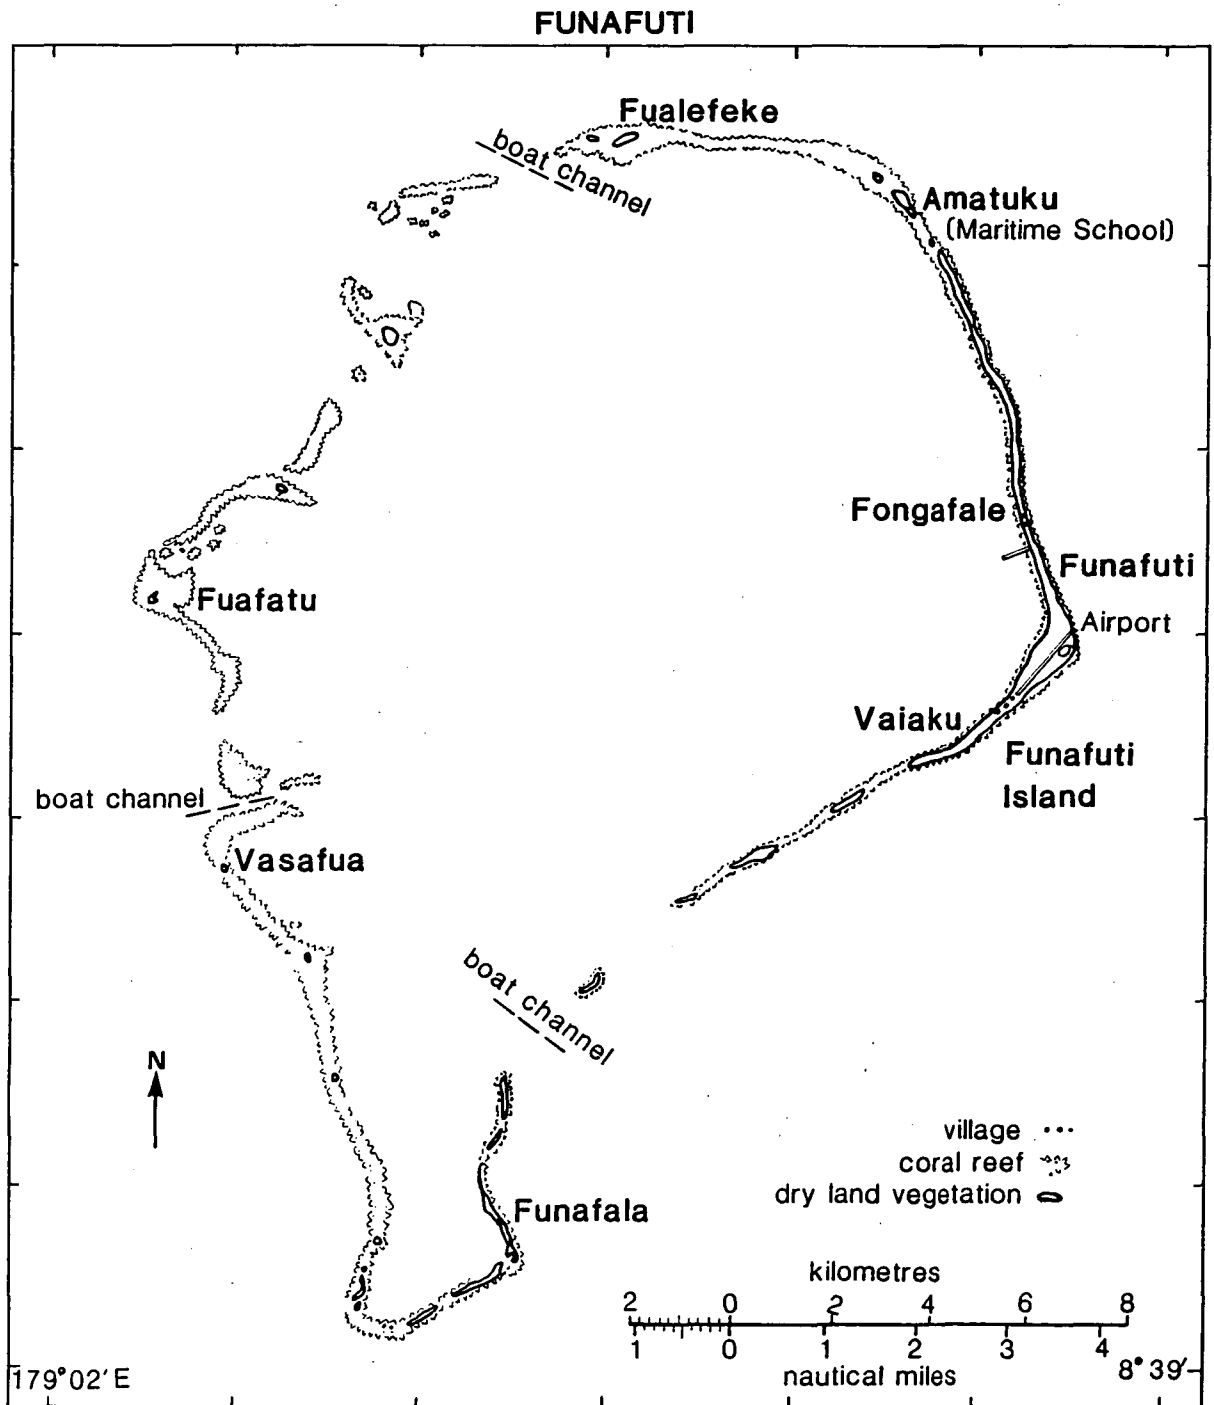 FUNAFUTI
Fualefeke
boat channel
Amatuku
(Maritime School)
Fongafale
Funafuti
Fuafatu
Airport
Vaiaku
Funafuti
Island
boat channel
Vasafua
boat channel
N
village
coral reef
dry land vegetation
Funafala
kilometres
2 0 2 4 6 8
1 0 1 2 3 4
nautical miles
179°02'E
8°39'